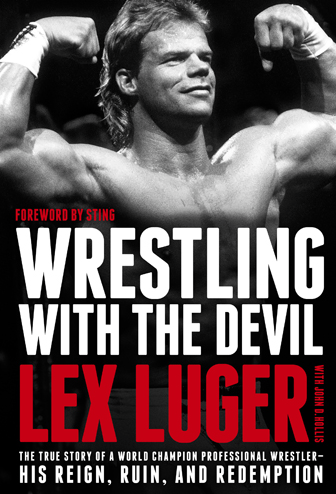 FOREWORD BY STING
WRESTLING
WITH THE DEVIL
LEX LUGER
WITH JOHN D. HOLLIS
THE TRUE STORY OF A WORLD CHAMPION PROFESSIONAL WRESTLER–
HIS REIGN, RUIN, AND REDEMPTION